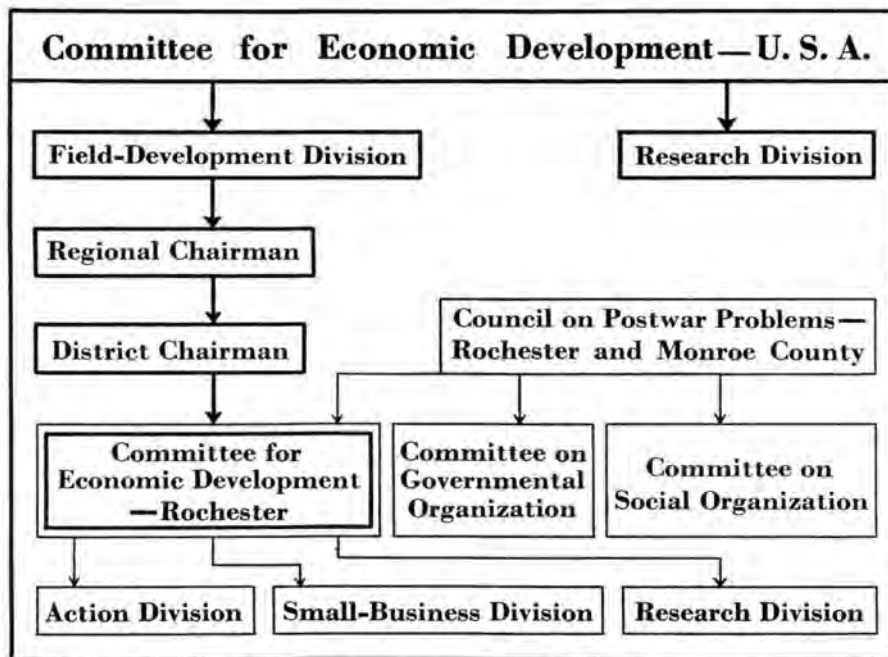 Committee for Economic Development—U. S. A.
Field-Development Division
Research Division
Regional Chairman
District Chairman
Council on Postwar Problems—
Rochester and Monroe County
Committee for
Economic Development
—Rochester
Committee on
Governmental
Organization
Committee on
Social Organization
Action Division
Small-Business Division
Research Division